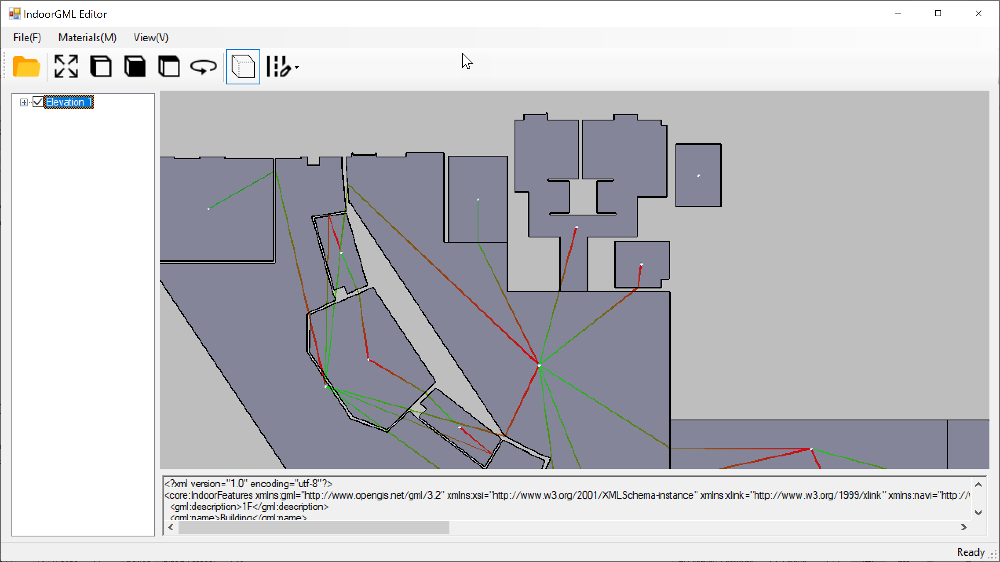 IndoorGML Editor
File(F) Materials(M) View(V)
Elevation 1
<?xml version="1.0" encoding="utf-8"?>
<core:IndoorFeatures xmlns:gml="http://www.opengis.net/gml/3.2" xmlns:xsi="http://www.w3.org/2001/XMLSchema-instance" xmlns:xlink="http://www.w3.org/1999/xlink" xmlns:navi="http://
<gml:description>1F</gml:description>
<gml:name>Building</gml:name>
Ready